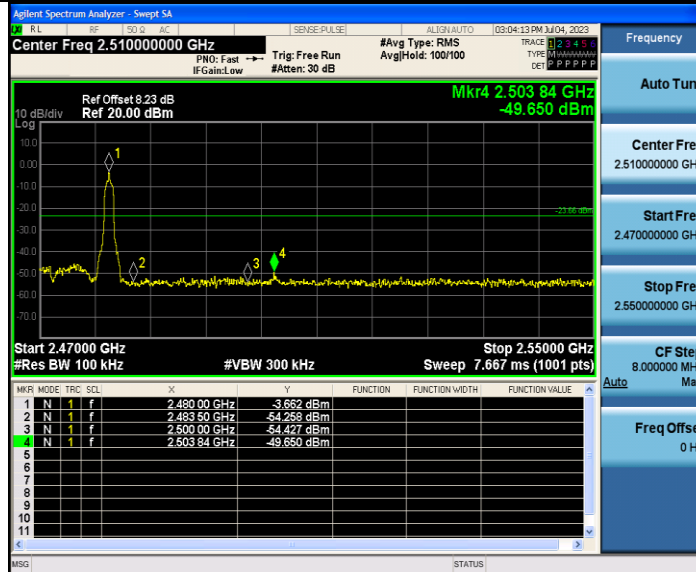 Agilent Spectrum Analyzer - Swept SA
RL RF 50 Ω AC SENSE:PULSE ALIGN AUTO 03:04:13 PM Jul 04, 2023
Center Freq 2.510000000 GHz #Avg Type: RMS TRACE 1 2 3 4 5 6
PNO: Fast Trig: Free Run Avg|Hold: 100/100 TYPE M
IFGain:Low #Atten: 30 dB DET P P P P P P
Mkr4 2.503 84 GHz
Ref Offset 8.23 dB
10 dB/div Ref 20.00 dBm -49.650 dBm
Log
10.0
0.00
-10.0
-20.0
-30.0
-40.0
-50.0
-60.0
-70.0
1
2
3
4
-23.66 dBm
Start 2.47000 GHz Stop 2.55000 GHz
#Res BW 100 kHz #VBW 300 kHz Sweep 7.667 ms (1001 pts)
MKR MODE TRC SCL X Y FUNCTION FUNCTION WIDTH FUNCTION VALUE
1 N 1 f 2.480 00 GHz -3.662 dBm
2 N 1 f 2.483 50 GHz -54.258 dBm
3 N 1 f 2.500 00 GHz -54.427 dBm
4 N 1 f 2.503 84 GHz -49.650 dBm
5
6
7
8
9
10
11
MSG STATUS
Frequency
Auto Tun
Center Fre
2.510000000 GH
Start Fre
2.470000000 GH
Stop Fre
2.550000000 GH
CF Ste
8.000000 MH
Auto Ma
Freq Offse
0 H